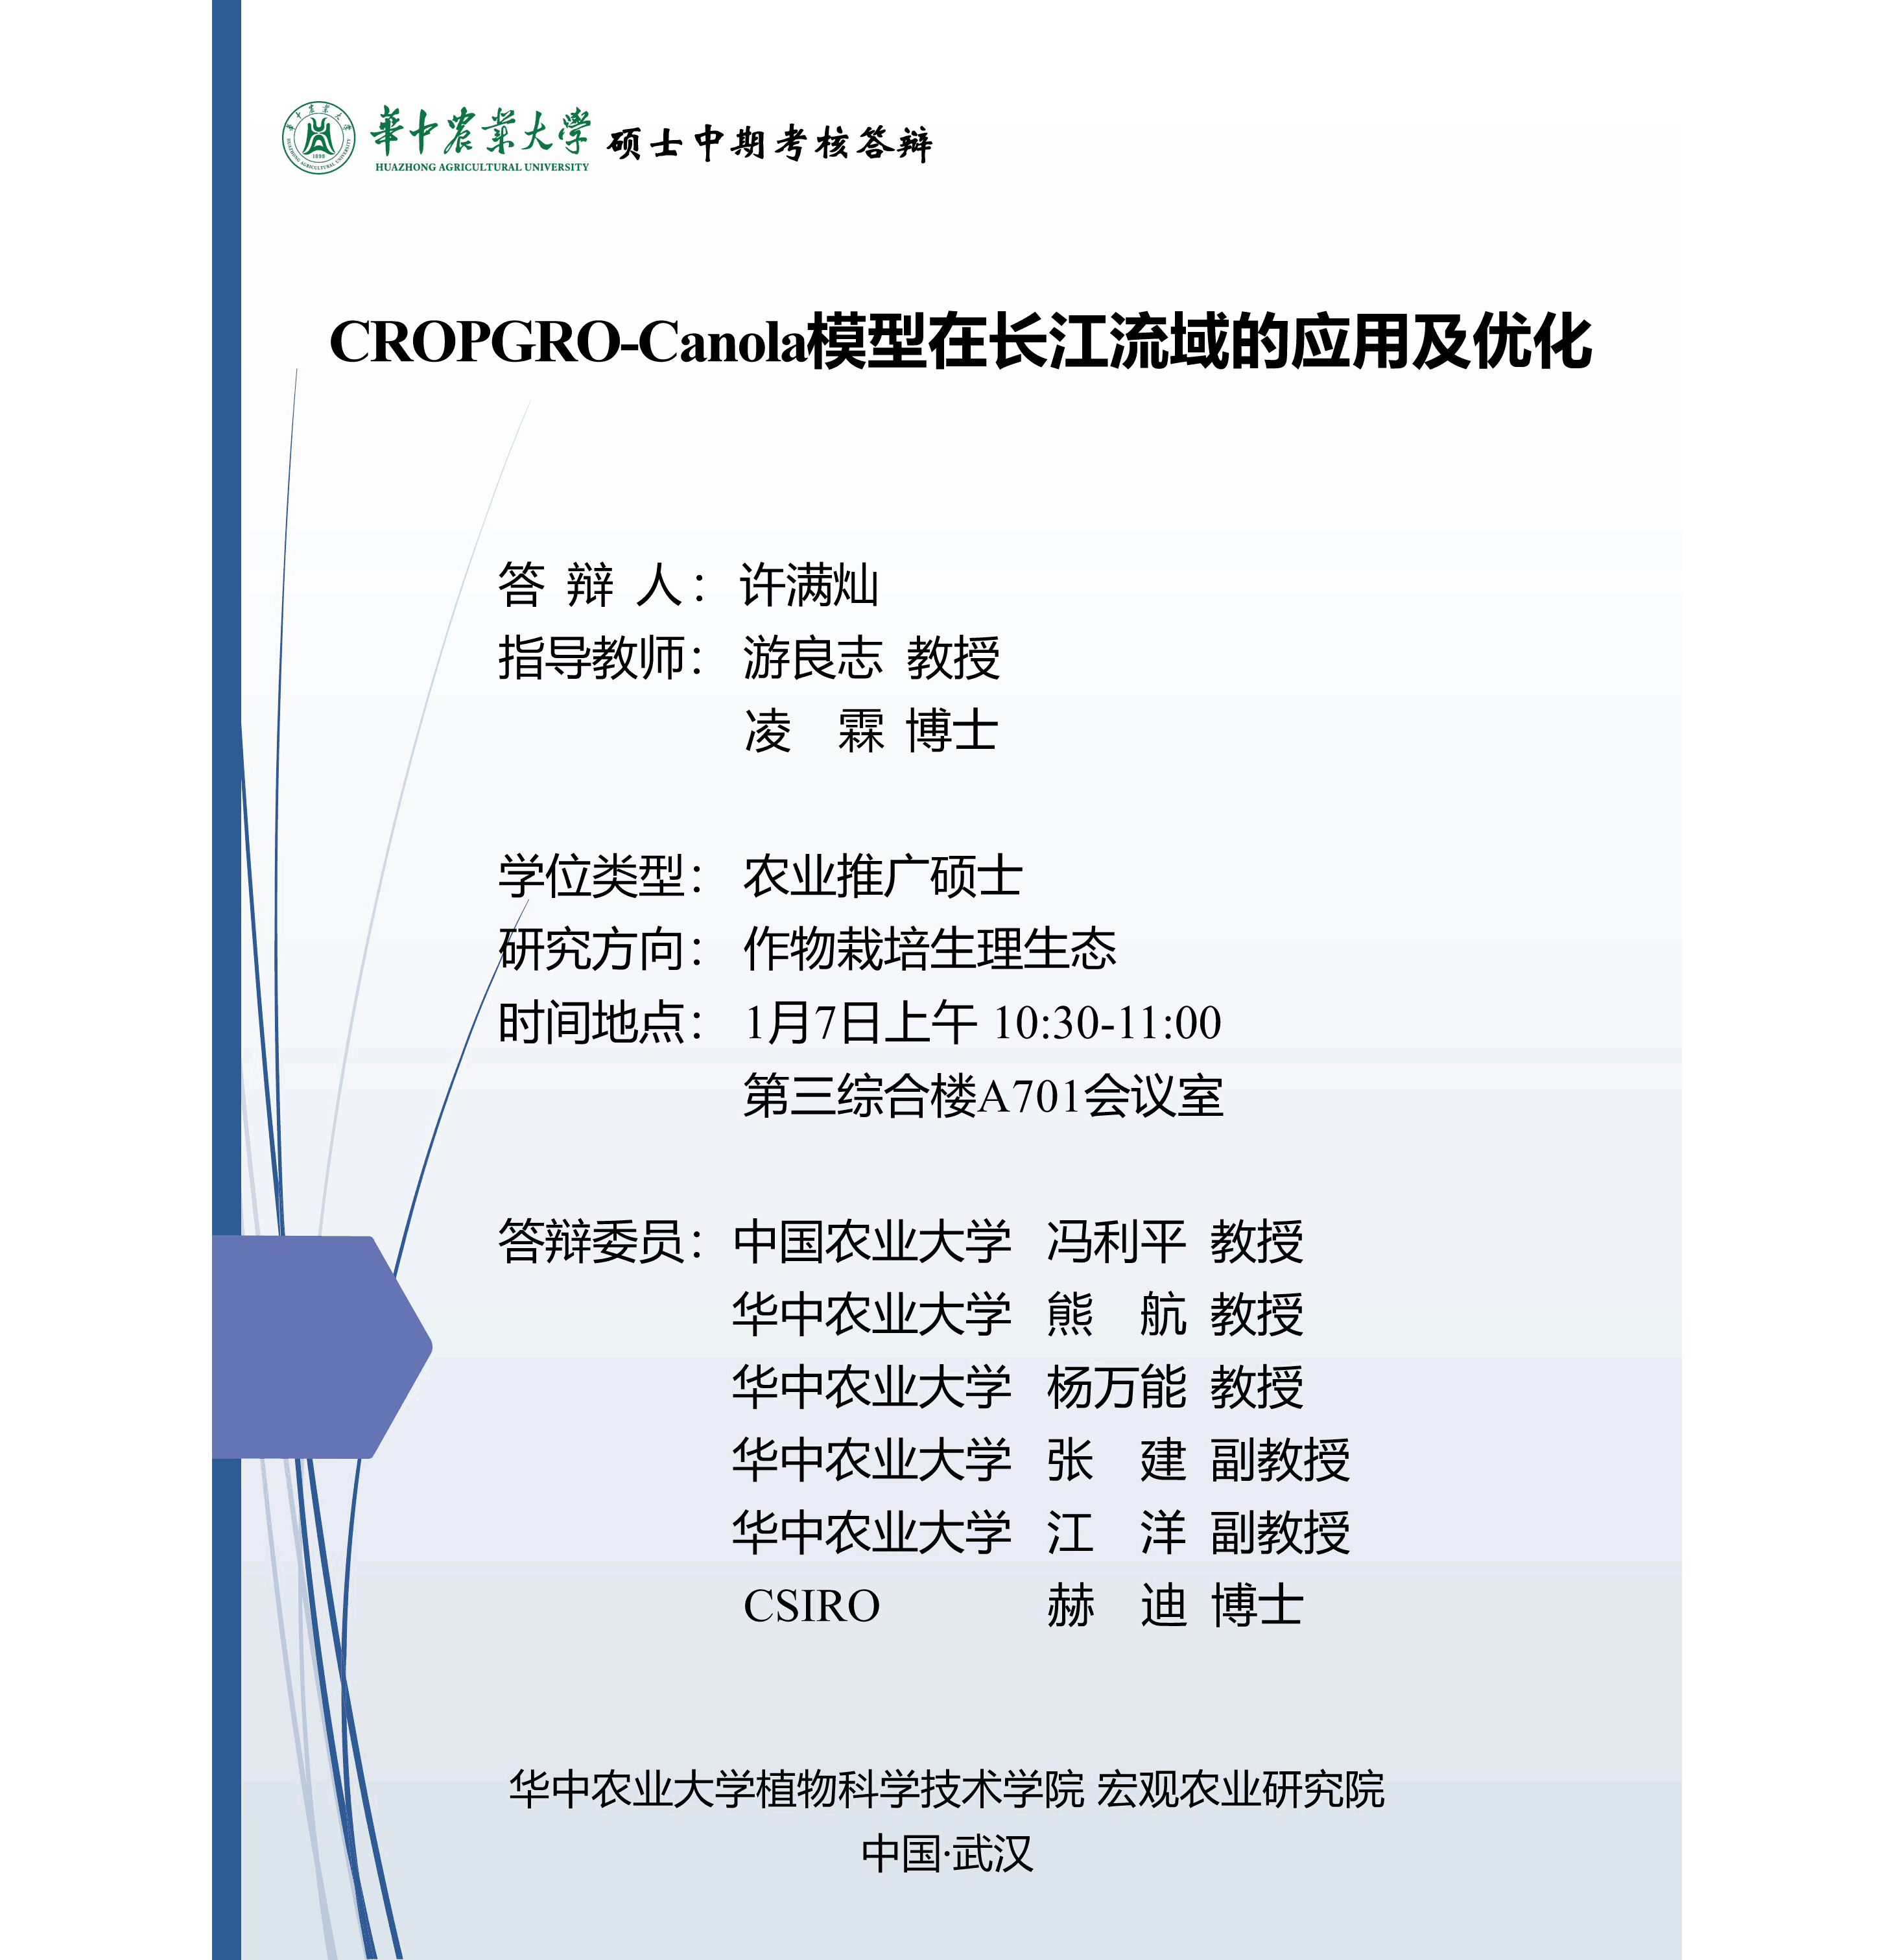 華中农業大学 硕士中期考核答辩
HUAZHONG AGRICULTURAL UNIVERSITY
1898
CROPGRO-Canola模型在长江流域的应用及优化
答 辩 人： 许满灿
指导教师： 游良志 教授
凌 霖 博士
学位类型： 农业推广硕士
研究方向： 作物栽培生理生态
时间地点： 1月7日上午 10:30-11:00
第三综合楼A701会议室
答辩委员： 中国农业大学 冯利平 教授
华中农业大学 熊 航 教授
华中农业大学 杨万能 教授
华中农业大学 张 建 副教授
华中农业大学 江 洋 副教授
CSIRO 赫 迪 博士
华中农业大学植物科学技术学院 宏观农业研究院
中国·武汉